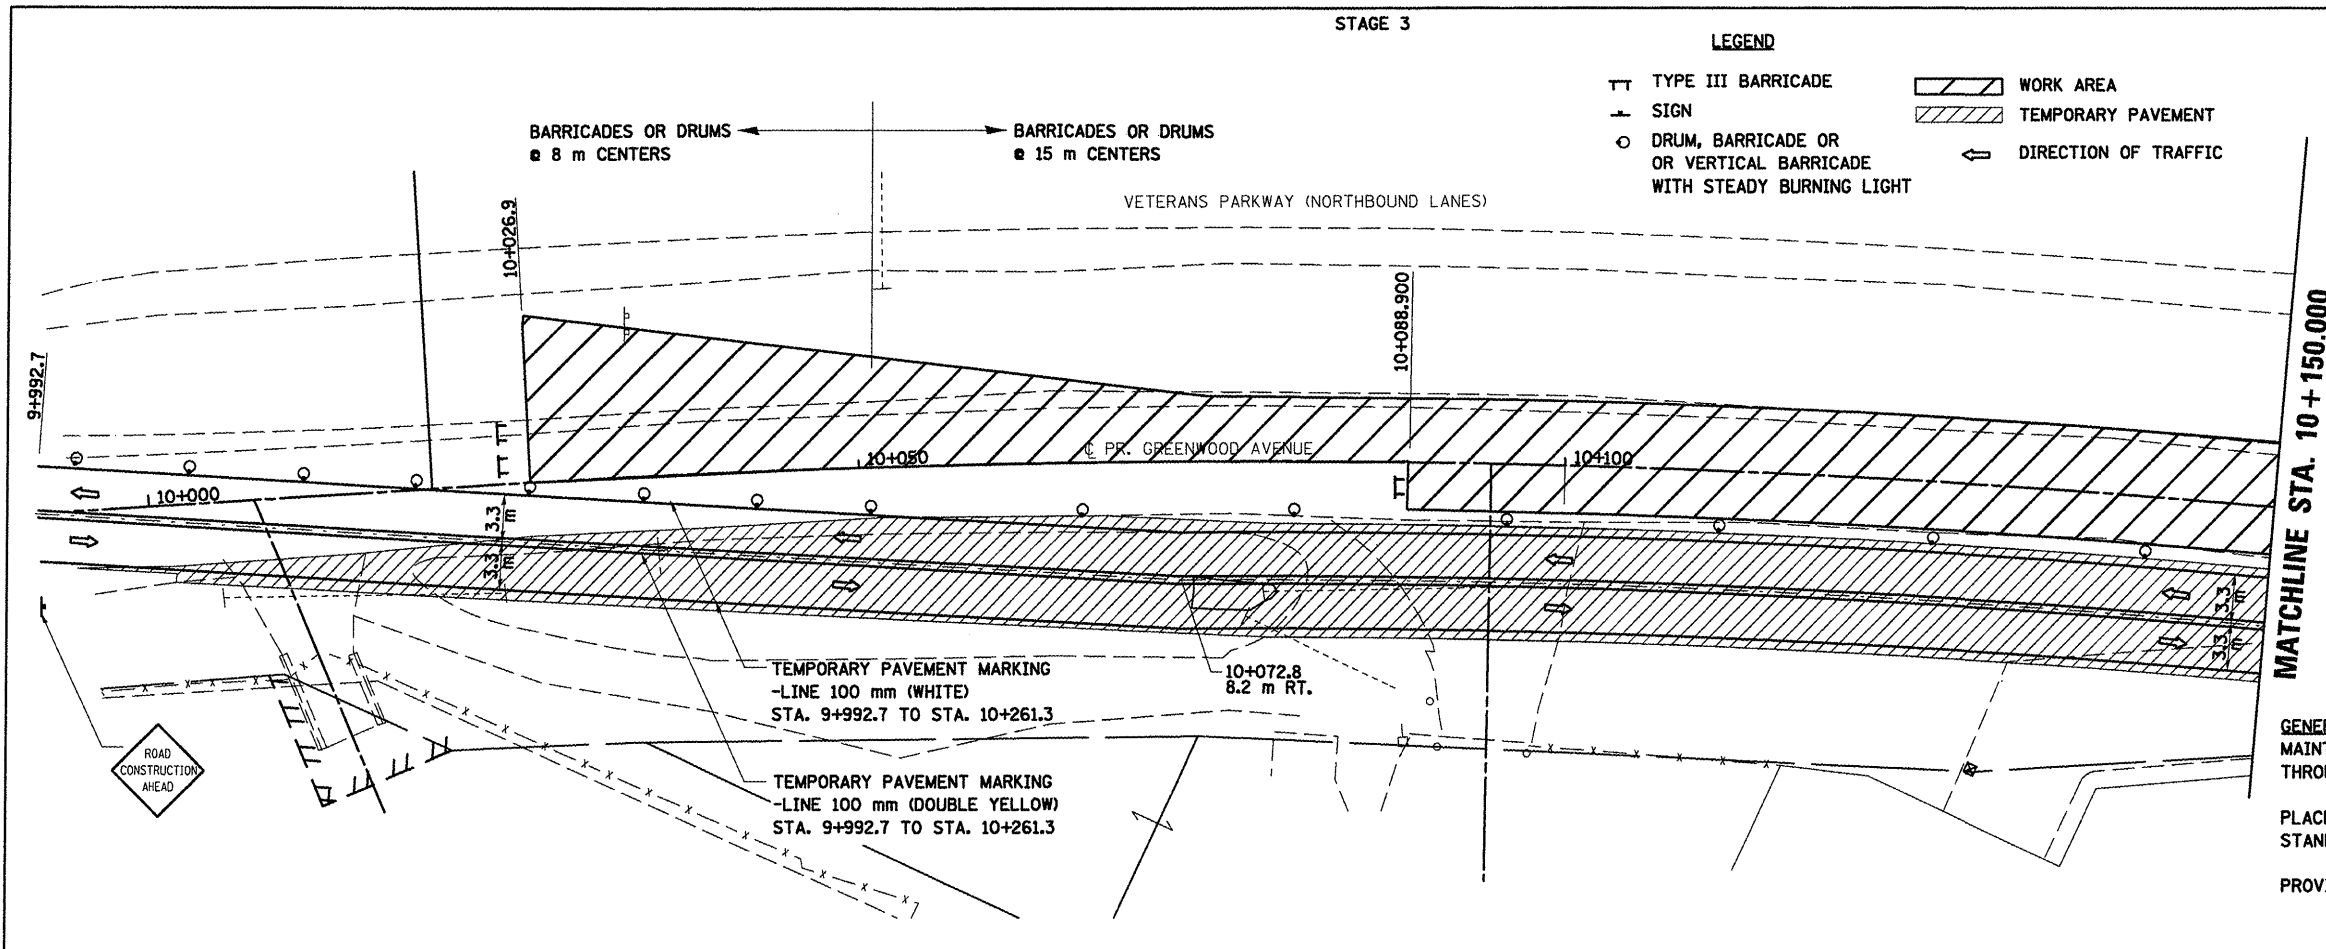 STAGE 3
LEGEND
TYPE III BARRICADE
SIGN
DRUM, BARRICADE OR
OR VERTICAL BARRICADE
WITH STEADY BURNING LIGHT
WORK AREA
TEMPORARY PAVEMENT
DIRECTION OF TRAFFIC
BARRICADES OR DRUMS
@ 8 m CENTERS
BARRICADES OR DRUMS
@ 15 m CENTERS
VETERANS PARKWAY (NORTHBOUND LANES)
10+026.9
10+088.900
9+992.7
MATCHLINE STA. 10+150.000
℄ PR. GREENWOOD AVENUE
10+000
10+050
10+100
3.3 m
3.3 m
3.3 m
3.3 m
10+072.8
8.2 m RT.
TEMPORARY PAVEMENT MARKING
-LINE 100 mm (WHITE)
STA. 9+992.7 TO STA. 10+261.3
TEMPORARY PAVEMENT MARKING
-LINE 100 mm (DOUBLE YELLOW)
STA. 9+992.7 TO STA. 10+261.3
ROAD
CONSTRUCTION
AHEAD